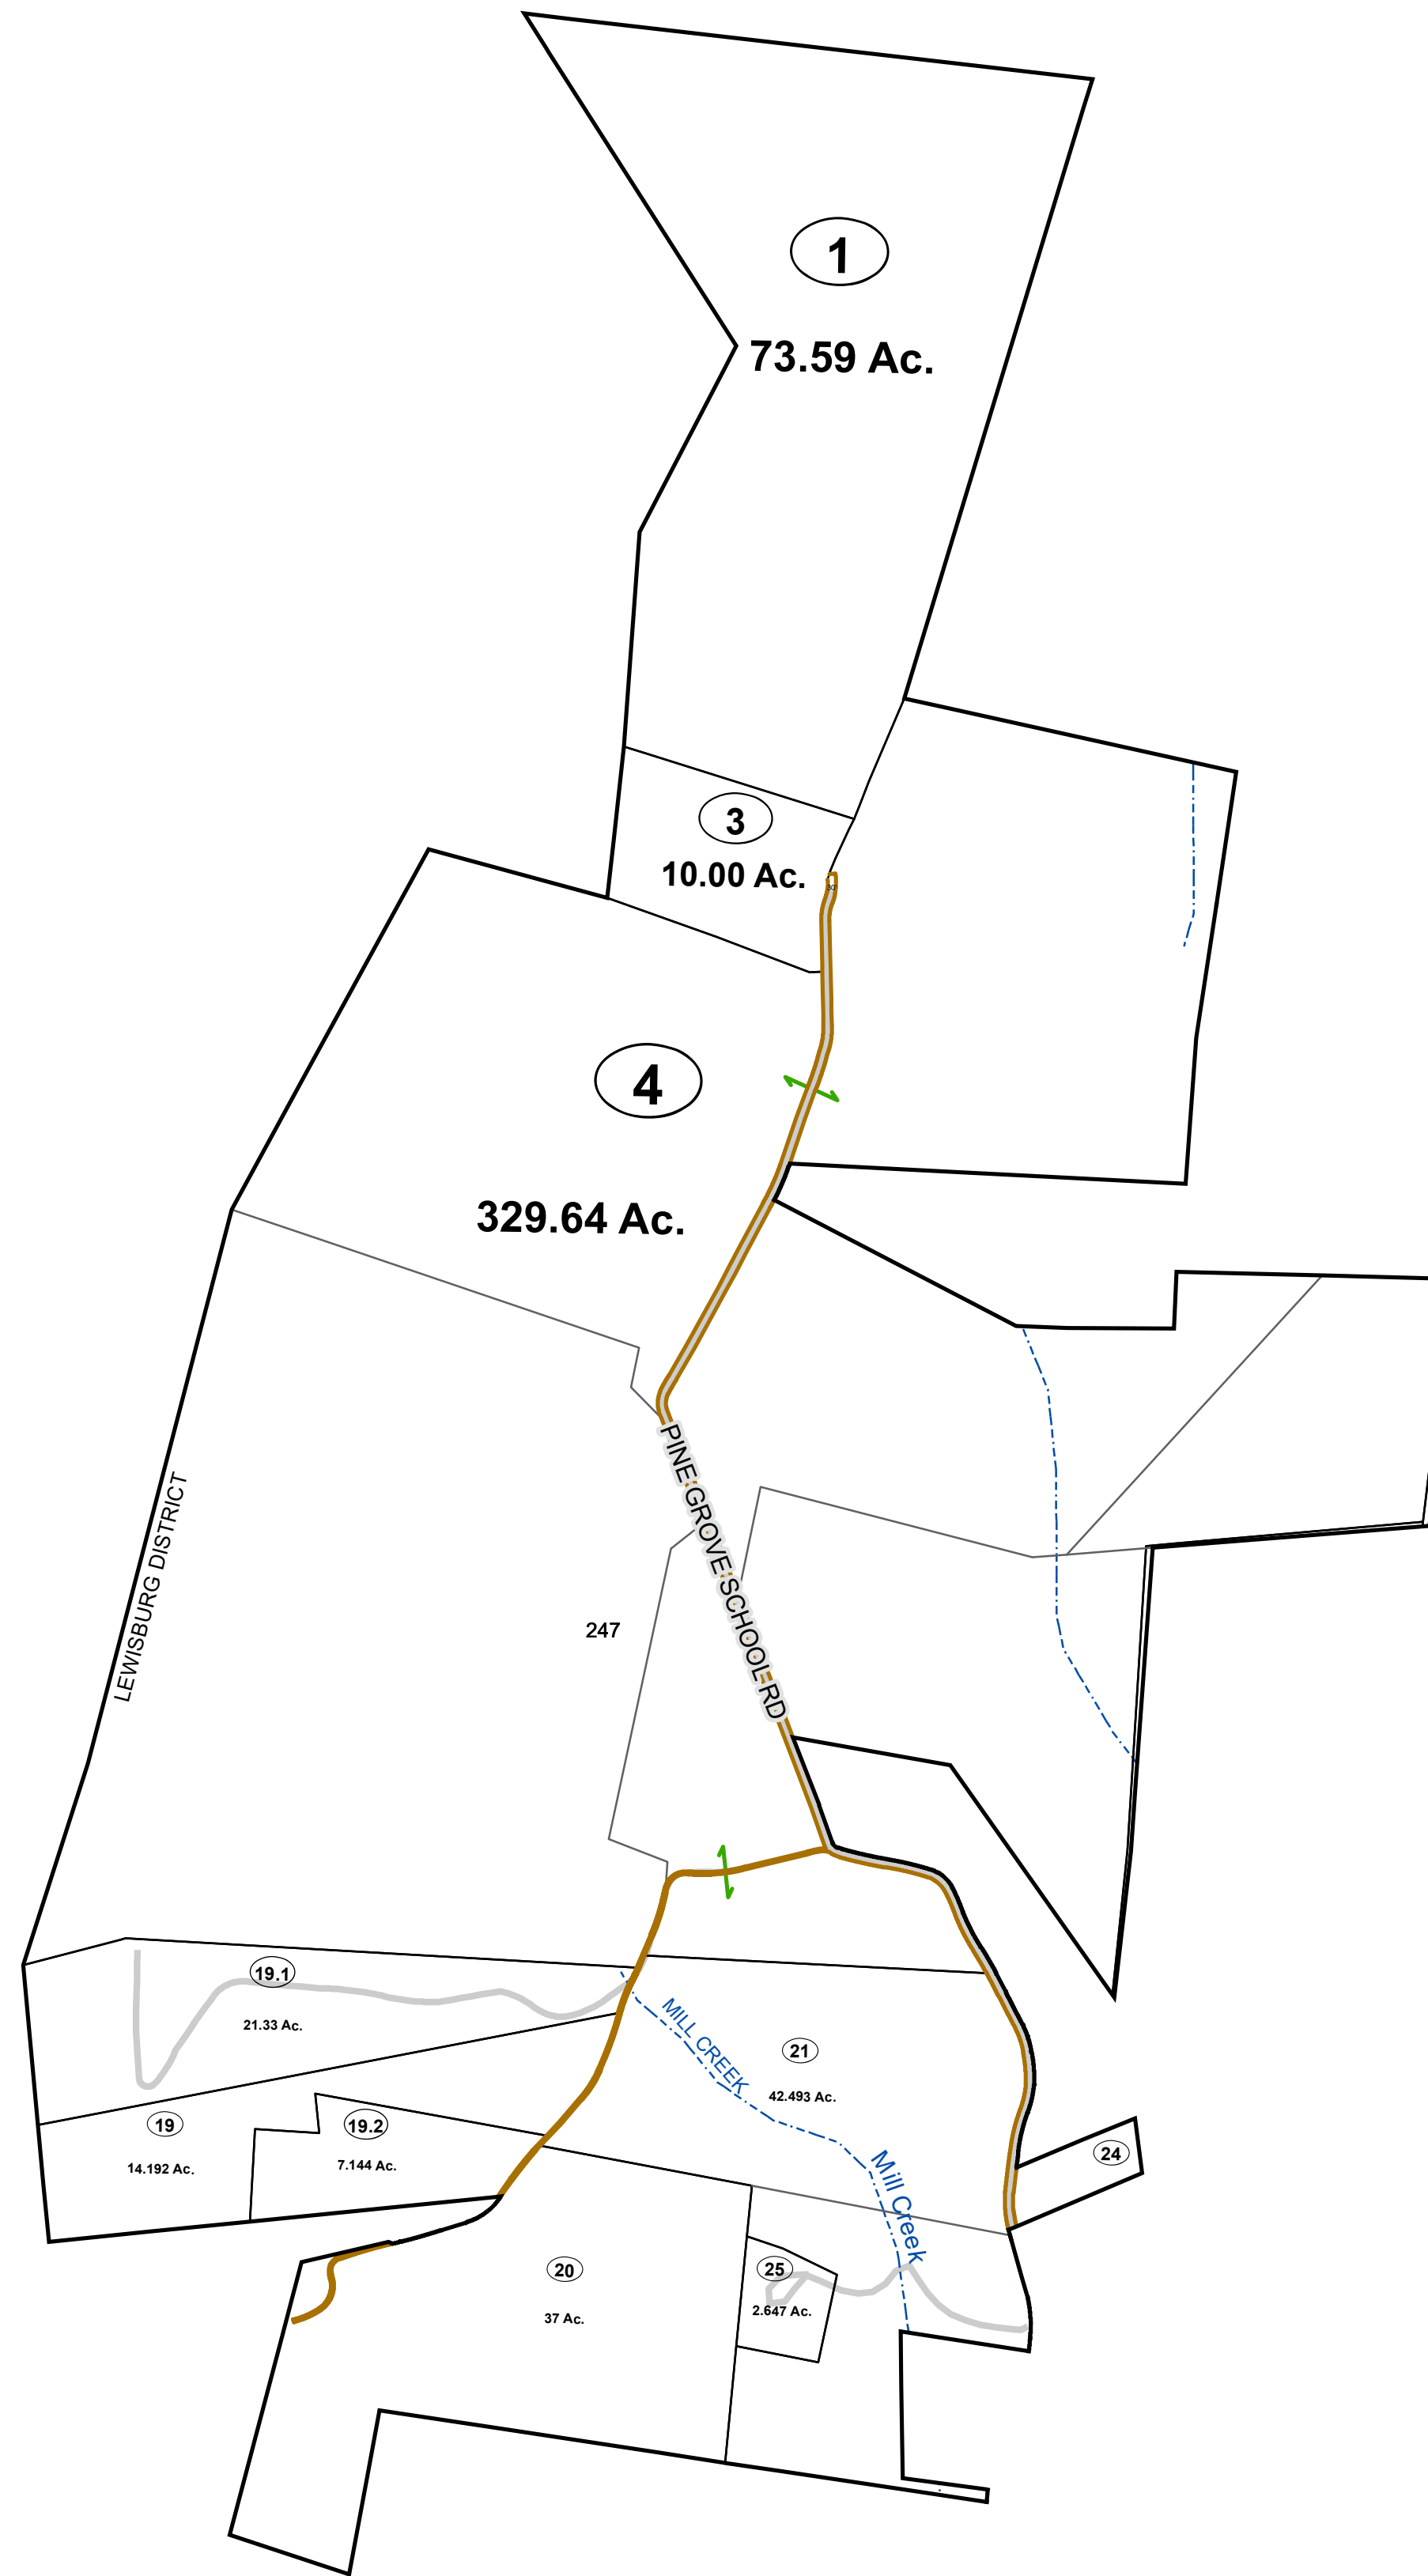 1
73.59 Ac.
3
10.00 Ac.
30'
4
329.64 Ac.
PINE GROVE SCHOOL RD
LEWISBURG DISTRICT
247
19.1
21.33 Ac.
MILL CREEK
21
42.493 Ac.
19
14.192 Ac.
19.2
7.144 Ac.
24
Mill Creek
20
37 Ac.
25
2.647 Ac.